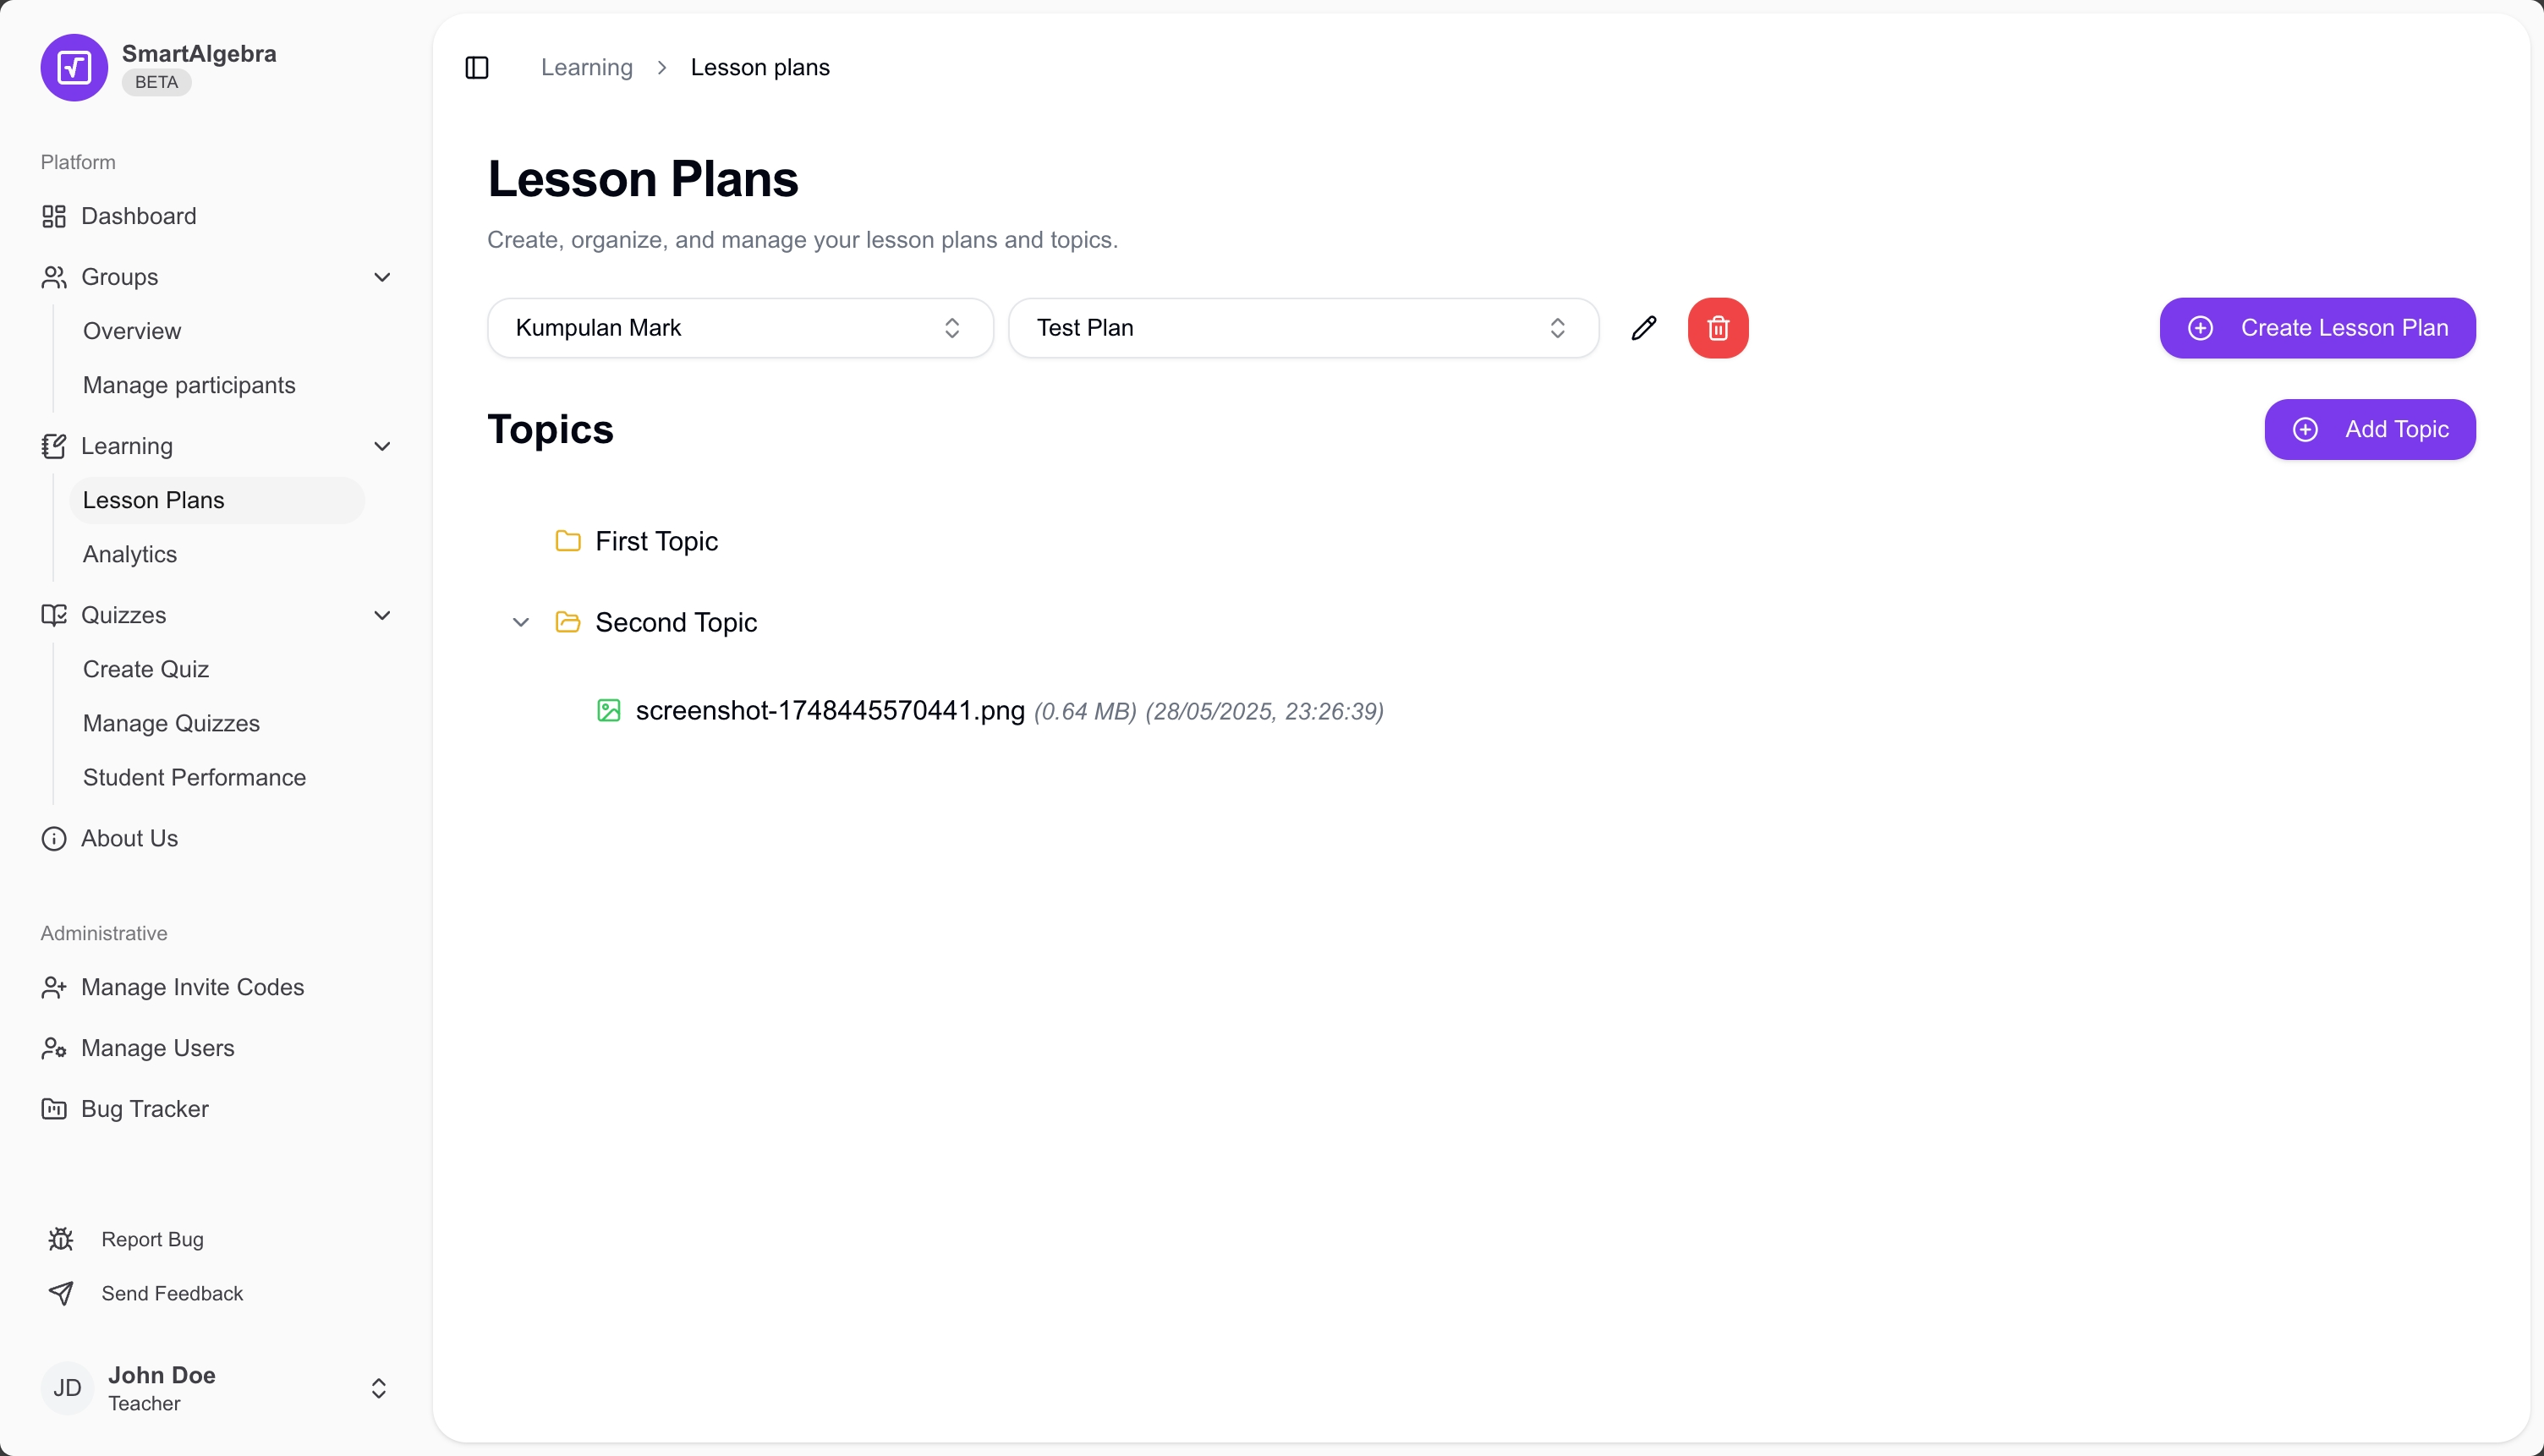 SmartAlgebra
BETA
Platform
Dashboard
Groups
Overview
Manage participants
Learning
Lesson Plans
Analytics
Quizzes
Create Quiz
Manage Quizzes
Student Performance
About Us
Administrative
Manage Invite Codes
Manage Users
Bug Tracker
Report Bug
Send Feedback
JD
John Doe
Teacher
Learning > Lesson plans
Lesson Plans
Create, organize, and manage your lesson plans and topics.
Kumpulan Mark
Test Plan
Create Lesson Plan
Topics
Add Topic
First Topic
Second Topic
screenshot-1748445570441.png (0.64 MB) (28/05/2025, 23:26:39)